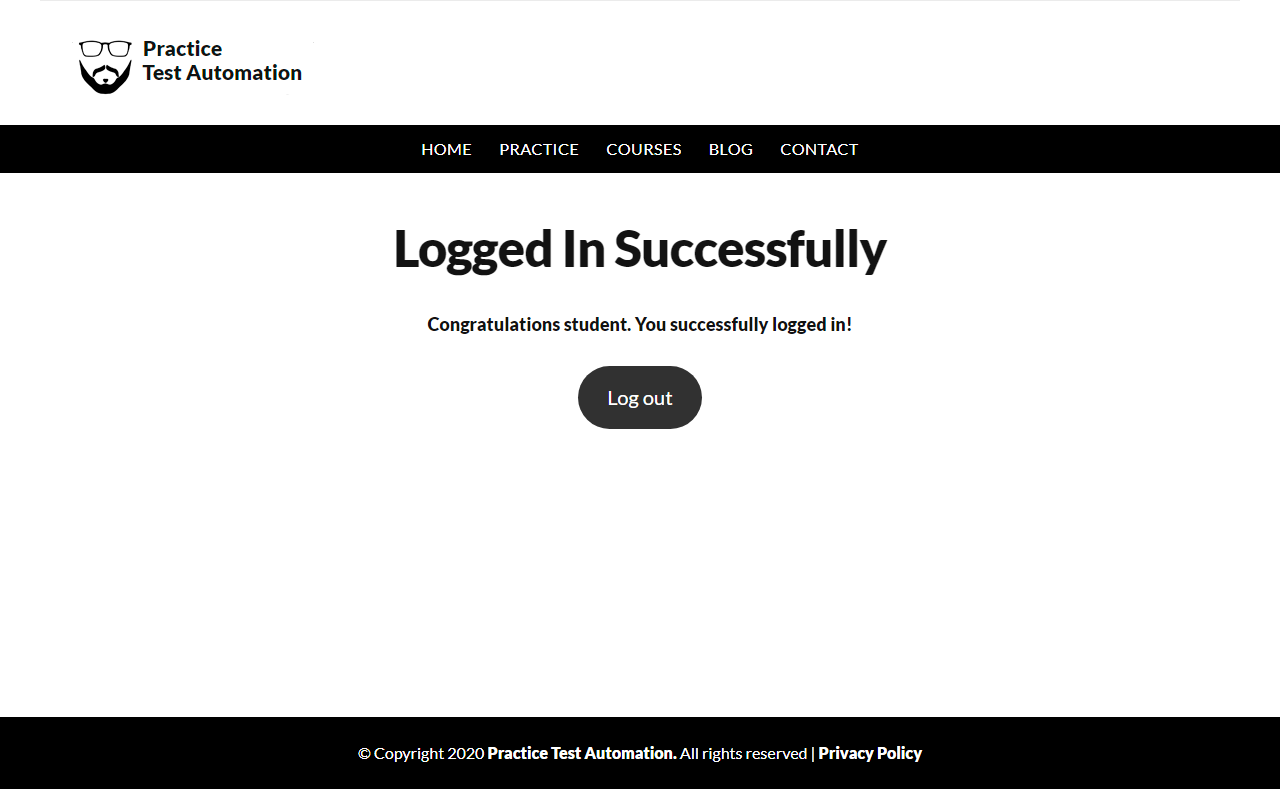 Practice
Test Automation
HOME PRACTICE COURSES BLOG CONTACT
Logged In Successfully
Congratulations student. You successfully logged in!
Log out
© Copyright 2020 Practice Test Automation. All rights reserved | Privacy Policy